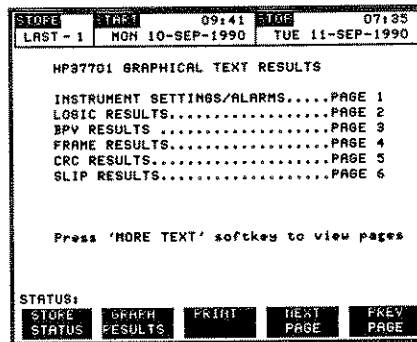 STORE START 09:41 STOP 07:35
LAST - 1 MON 10-SEP-1990 TUE 11-SEP-1990
HP37701 GRAPHICAL TEXT RESULTS
INSTRUMENT SETTINGS/ALARMS.....PAGE 1
LOGIC RESULTS..................PAGE 2
BPV RESULTS ...................PAGE 3
FRAME RESULTS..................PAGE 4
CRC RESULTS....................PAGE 5
SLIP RESULTS...................PAGE 6
Press 'MORE TEXT' softkey to view pages
STATUS:
STORE GRAPH PRINT NEXT PREV
STATUS RESULTS PAGE PAGE